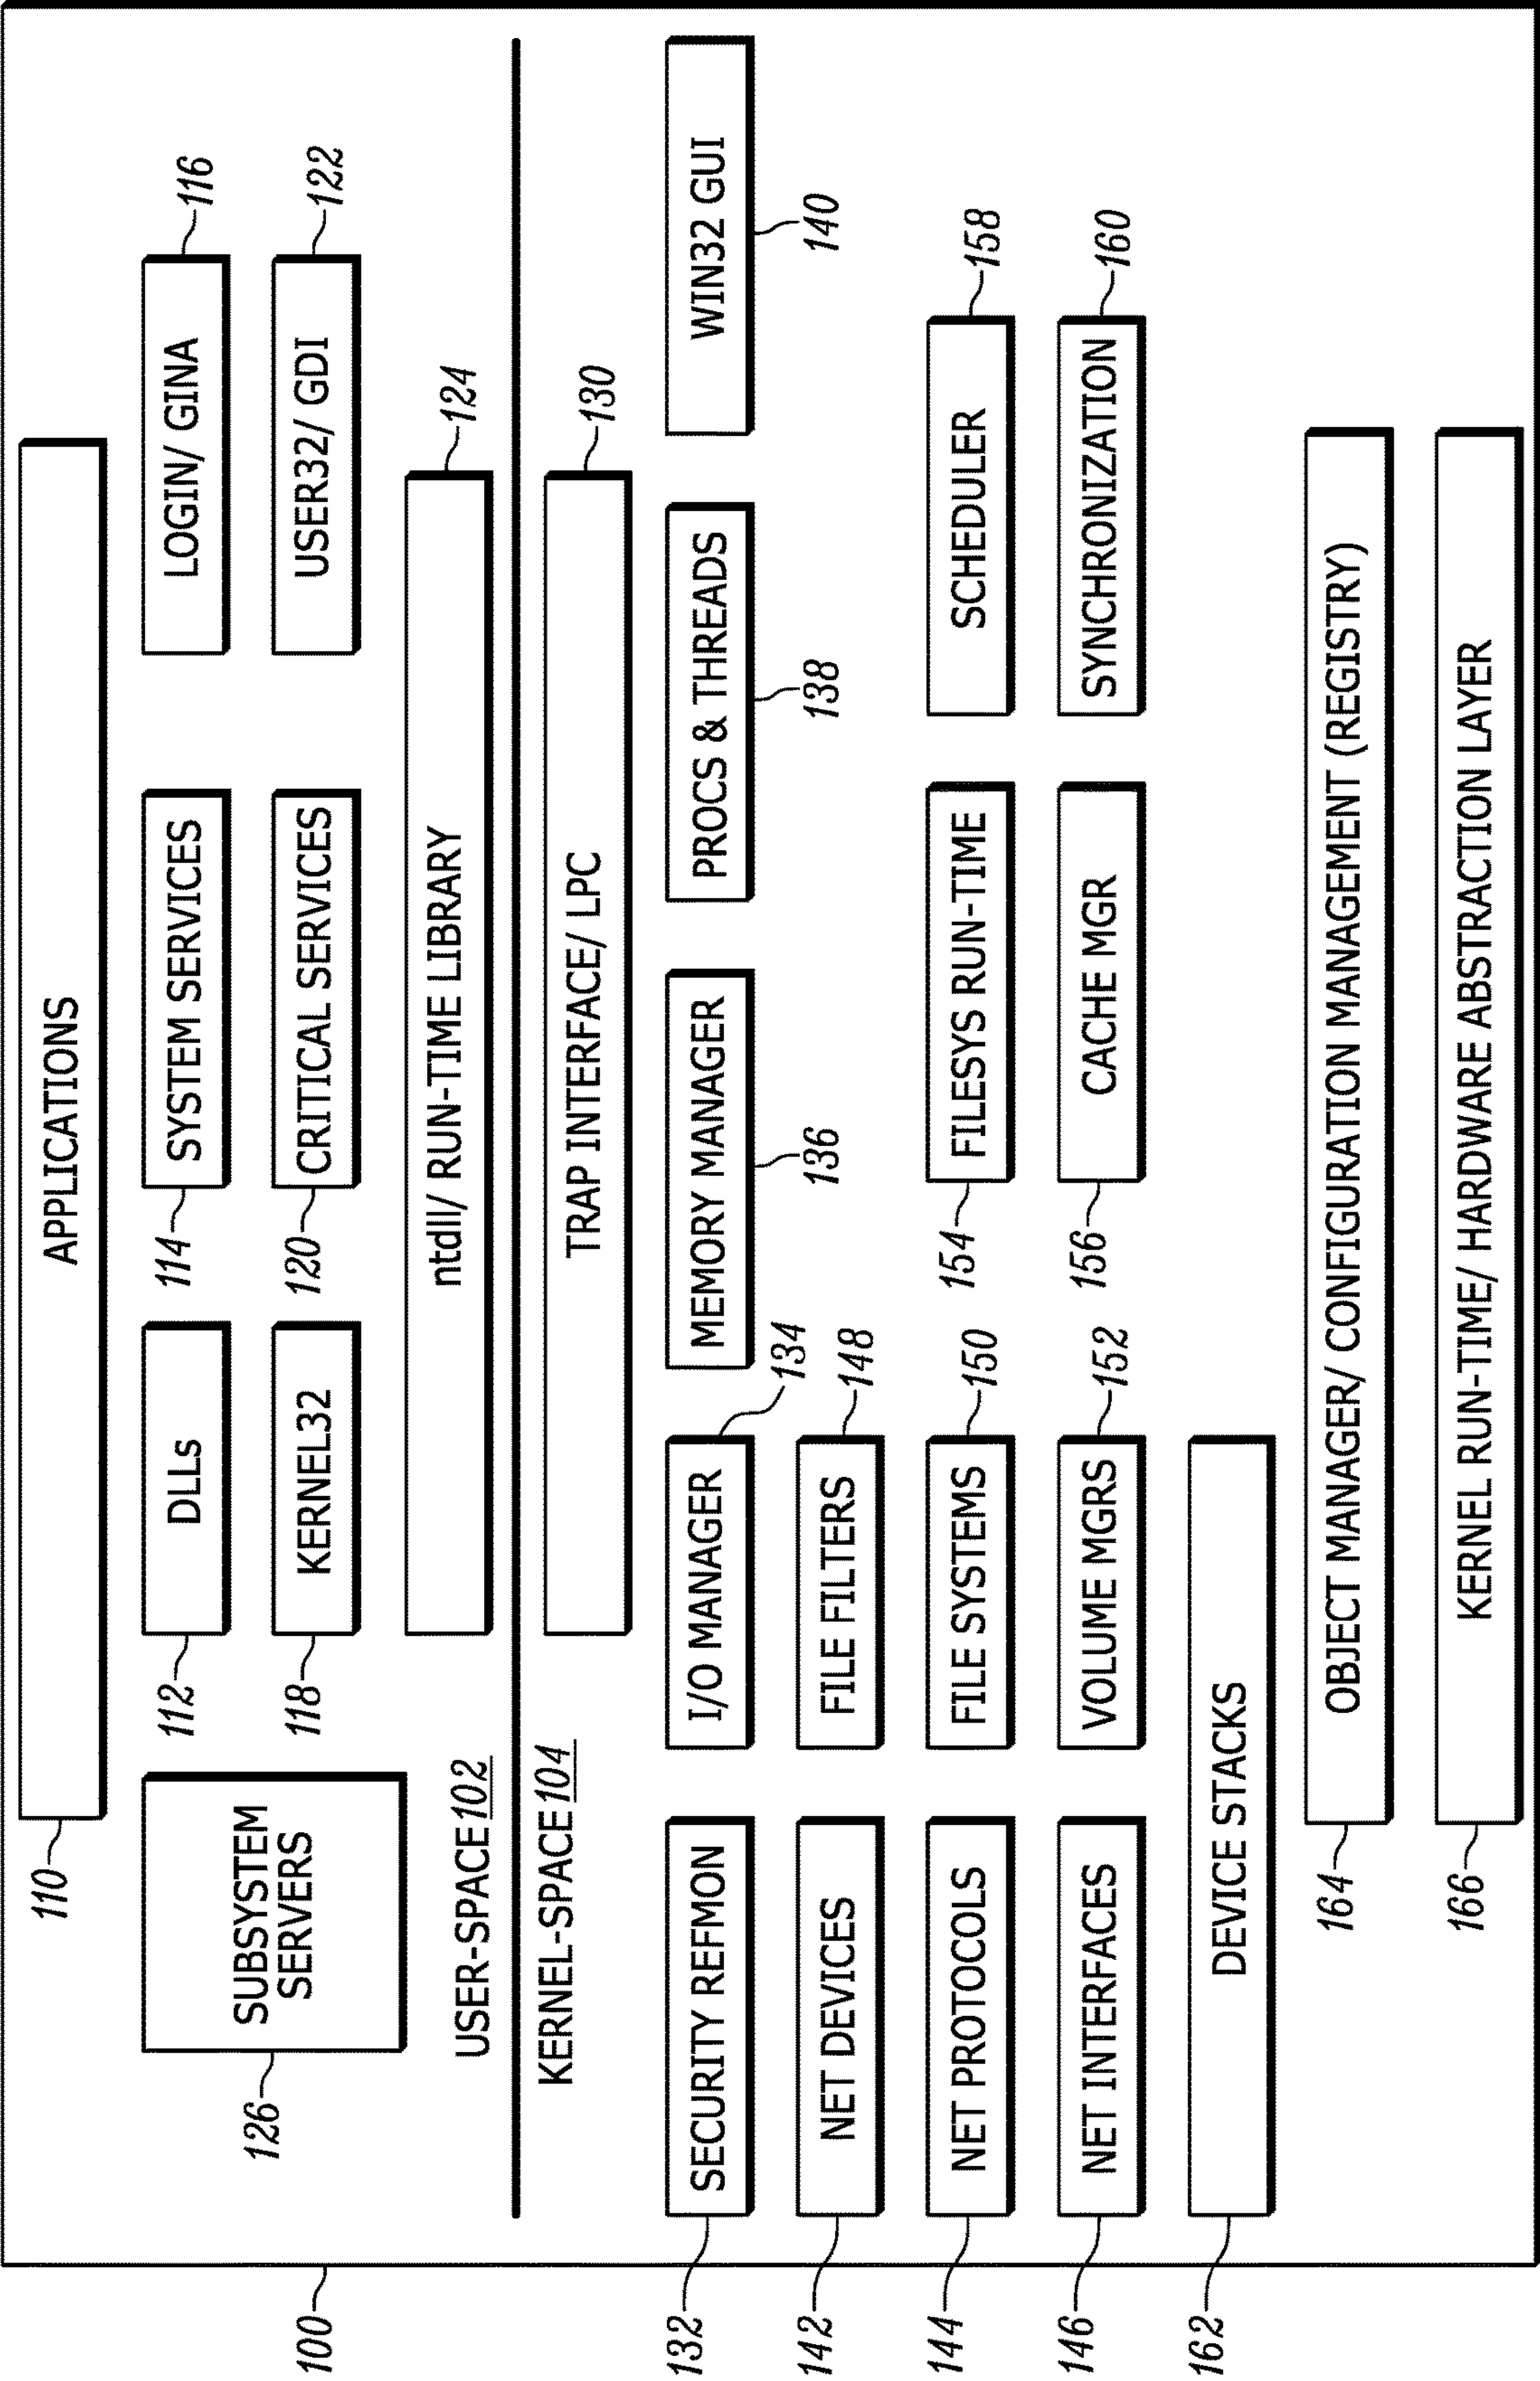 100
110
APPLICATIONS
126
SUBSYSTEM
SERVERS
112
DLLs
114
SYSTEM SERVICES
LOGIN/ GINA
116
118
KERNEL32
120
CRITICAL SERVICES
USER32/ GDI
122
ntdll/ RUN-TIME LIBRARY
124
USER-SPACE 102
KERNEL-SPACE 104
TRAP INTERFACE/ LPC
130
132
SECURITY REFMON
I/O MANAGER
134
MEMORY MANAGER
136
PROCS & THREADS
138
WIN32 GUI
140
142
NET DEVICES
FILE FILTERS
148
144
NET PROTOCOLS
FILE SYSTEMS
150
154
FILESYS RUN-TIME
SCHEDULER
158
146
NET INTERFACES
VOLUME MGRS
152
156
CACHE MGR
SYNCHRONIZATION
160
162
DEVICE STACKS
164
OBJECT MANAGER/ CONFIGURATION MANAGEMENT (REGISTRY)
166
KERNEL RUN-TIME/ HARDWARE ABSTRACTION LAYER